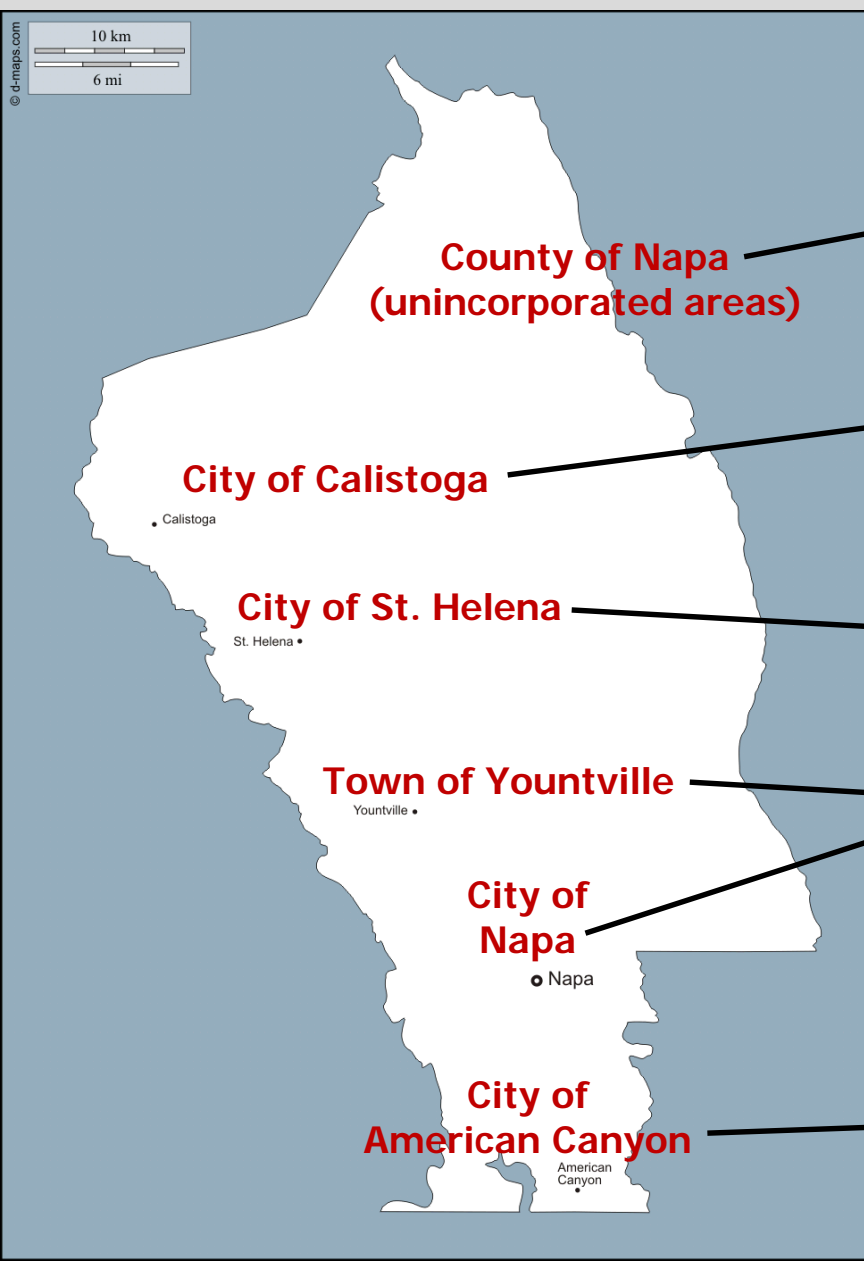 © d-maps.com
10 km
6 mi
County of Napa
(unincorporated areas)
City of Calistoga
Calistoga
City of St. Helena
St. Helena
Town of Yountville
Yountville
City of
Napa
Napa
City of
American Canyon
American
Canyon